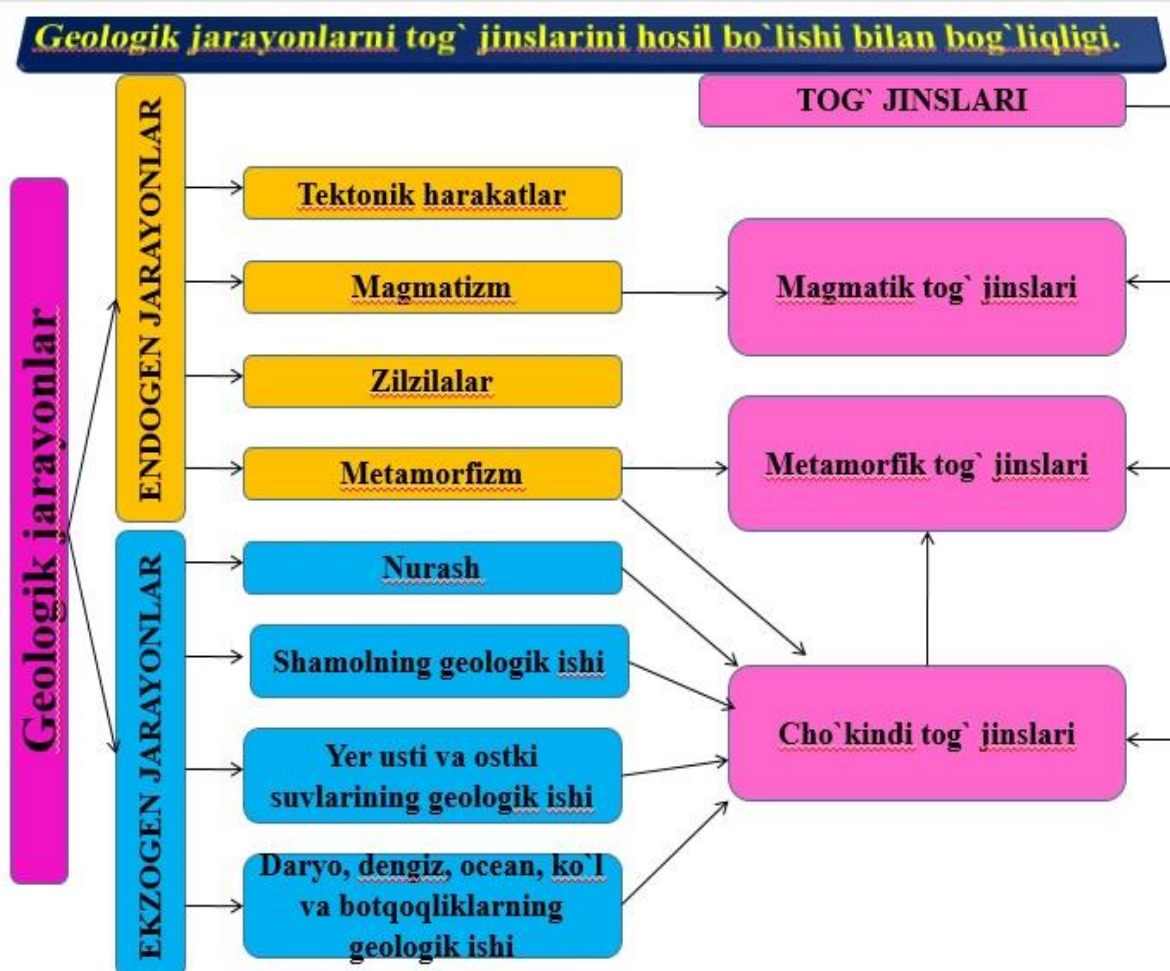 Geologik jarayonlarni tog` jinslarini hosil bo`lishi bilan bog`liqligi.
TOG` JINSLARI
Geologik jarayonlar
ENDOGEN JARAYONLAR
Tektonik harakatlar
Magmatizm
Magmatik tog` jinslari
Zilzilalar
Metamorfizm
Metamorfik tog` jinslari
EKZOGEN JARAYONLAR
Nurash
Shamolning geologik ishi
Cho`kindi tog` jinslari
Yer usti va ostki
suvlarining geologik ishi
Daryo, dengiz, ocean, ko`l
va botqoqliklarning
geologik ishi